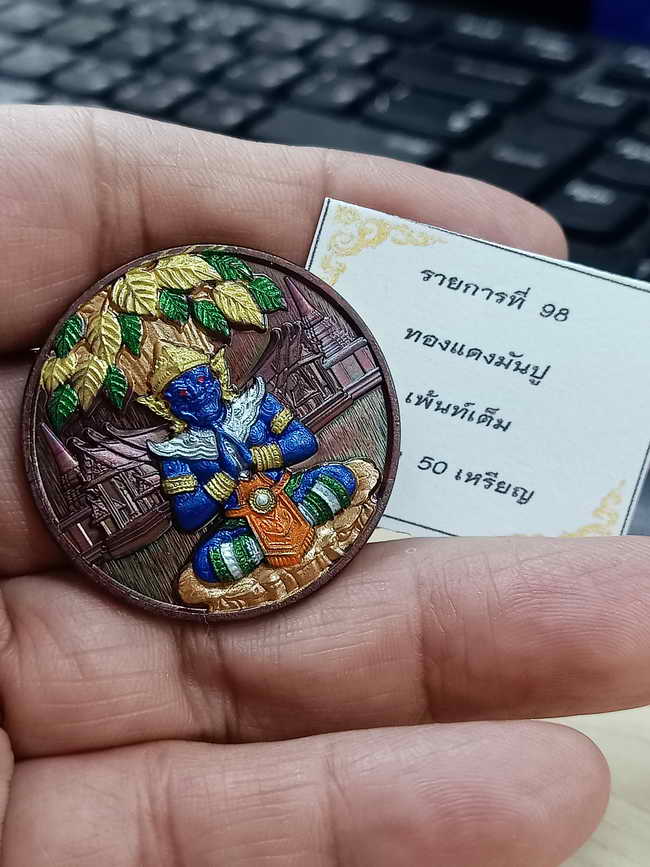 รายการที่ 98
ทองแดงมันปู
เพ้นท์เต็ม
50 เหรียญ